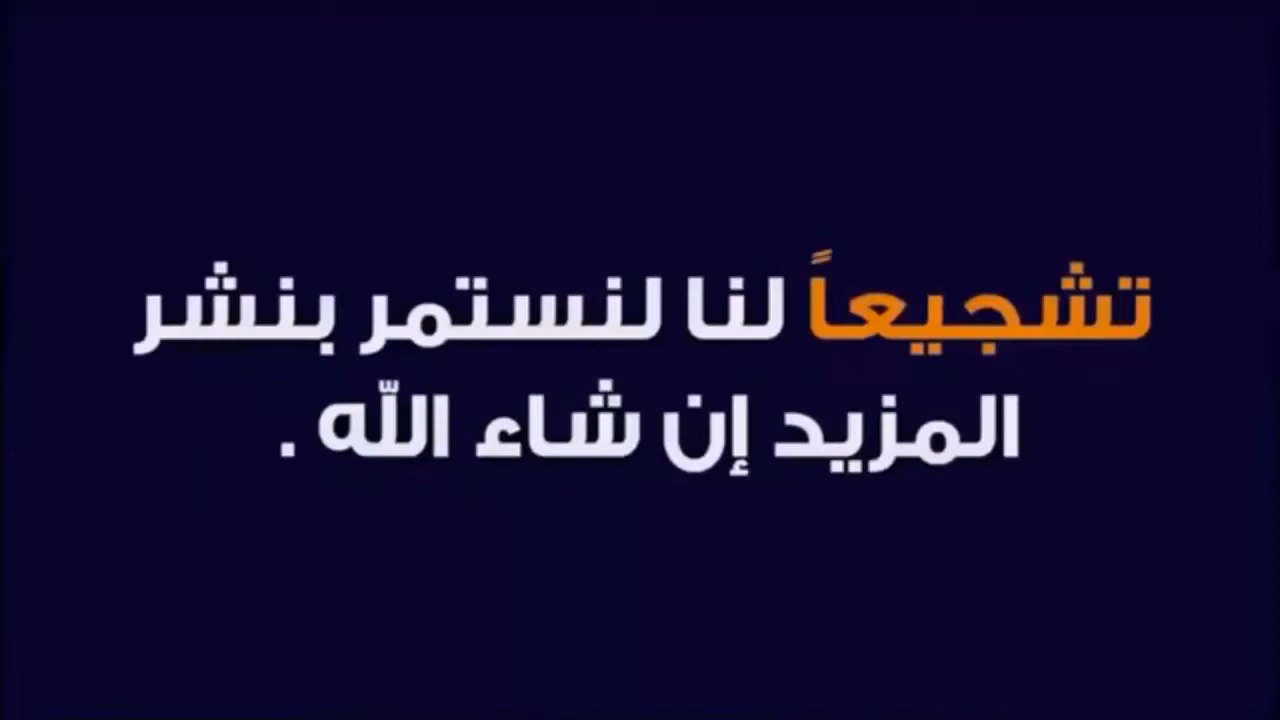 تشجيعاً لنا لنستمر بنشر
المزيد إن شاء اللّه .